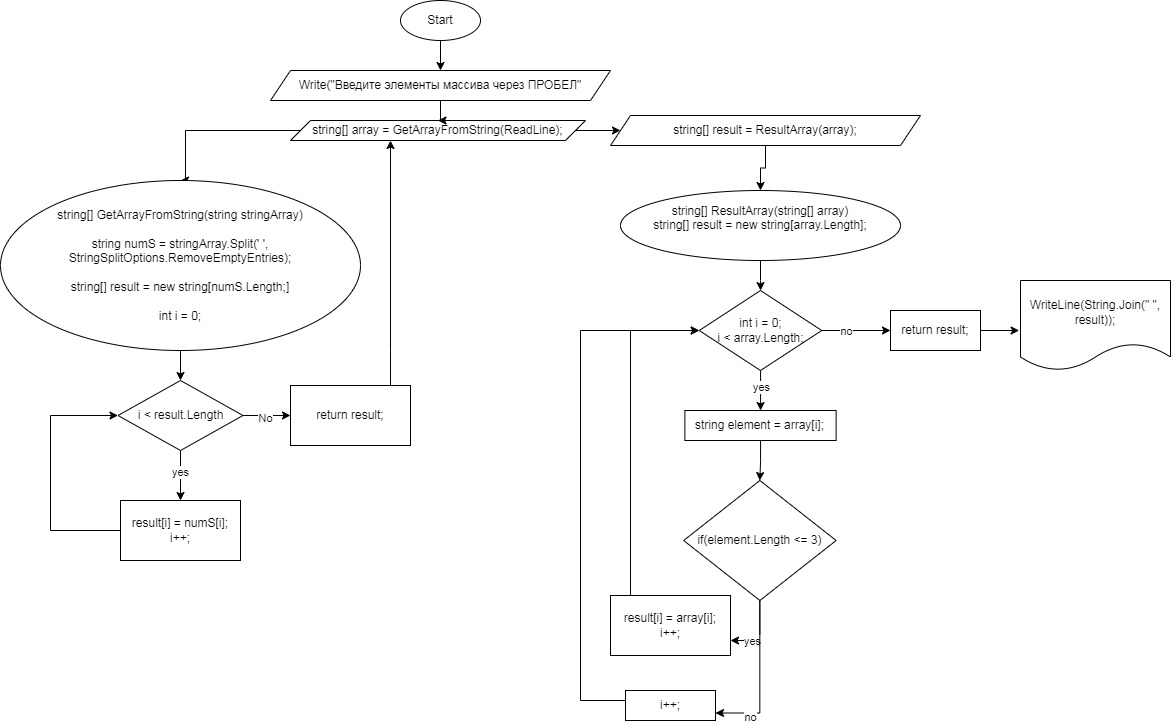 Start
Write("Введите элементы массива через ПРОБЕЛ"
string[] array = GetArrayFromString(ReadLine);
string[] result = ResultArray(array);
string[] GetArrayFromString(string stringArray)
string numS = stringArray.Split(' ',
StringSplitOptions.RemoveEmptyEntries);
string[] result = new string[numS.Length;]
int i = 0;
i < result.Length
No
return result;
yes
result[i] = numS[i];
i++;
string[] ResultArray(string[] array)
string[] result = new string[array.Length];
int i = 0;
i < array.Length;
no
return result;
WriteLine(String.Join(" ",
result));
yes
string element = array[i];
if(element.Length <= 3)
result[i] = array[i];
i++;
yes
i++;
no